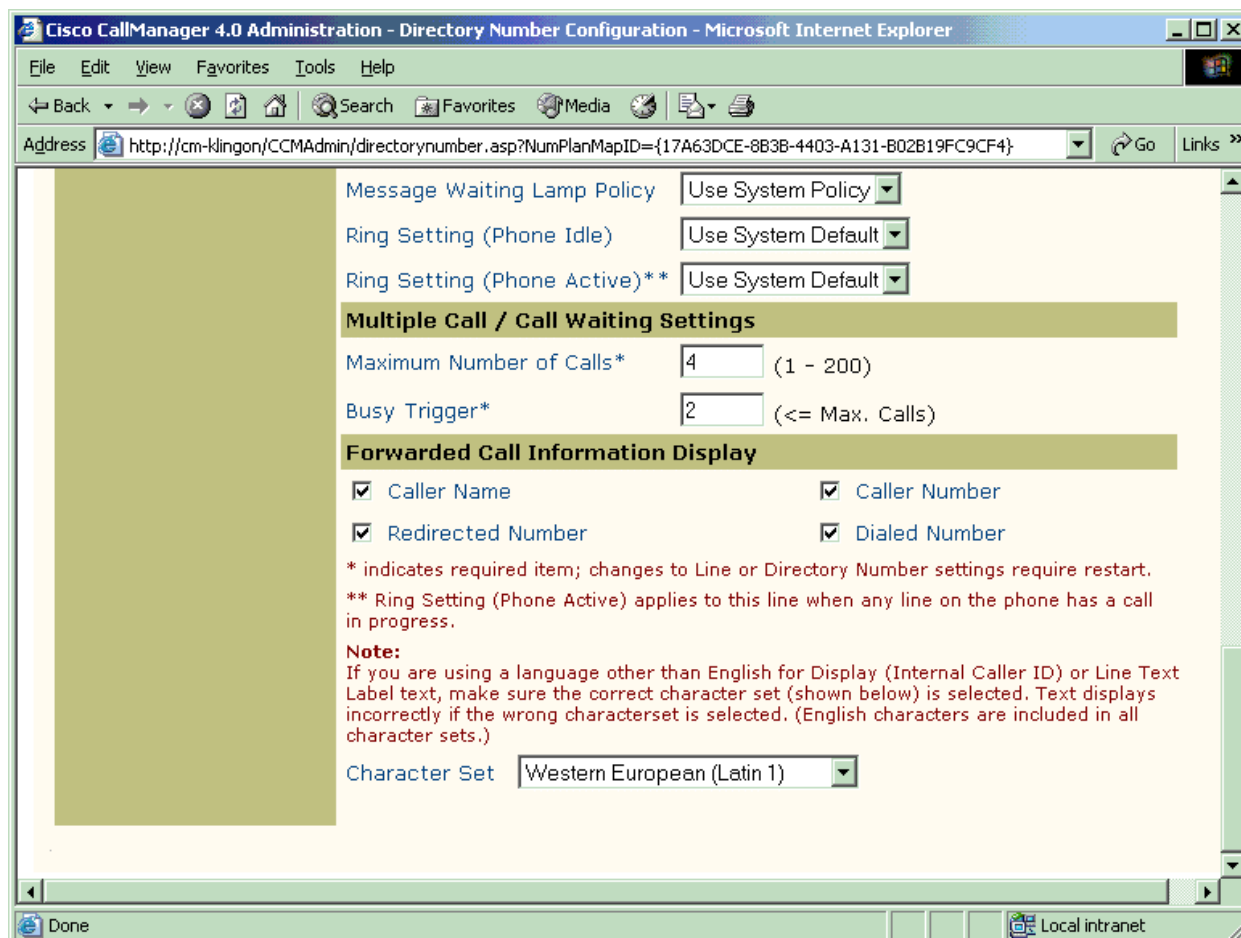 Cisco CallManager 4.0 Administration - Directory Number Configuration - Microsoft Internet Explorer
File Edit View Favorites Tools Help
Back Search Favorites Media
Address http://cm-klingon/CCMAdmin/directorynumber.asp?NumPlanMapID={17A63DCE-8B3B-4403-A131-B02B19FC9CF4} Go Links »
Message Waiting Lamp Policy Use System Policy
Ring Setting (Phone Idle) Use System Default
Ring Setting (Phone Active)** Use System Default
Multiple Call / Call Waiting Settings
Maximum Number of Calls* 4 (1 - 200)
Busy Trigger* 2 (<= Max. Calls)
Forwarded Call Information Display
Caller Name Caller Number
Redirected Number Dialed Number
* indicates required item; changes to Line or Directory Number settings require restart.
** Ring Setting (Phone Active) applies to this line when any line on the phone has a call
in progress.
Note:
If you are using a language other than English for Display (Internal Caller ID) or Line Text
Label text, make sure the correct character set (shown below) is selected. Text displays
incorrectly if the wrong characterset is selected. (English characters are included in all
character sets.)
Character Set Western European (Latin 1)
Done Local intranet